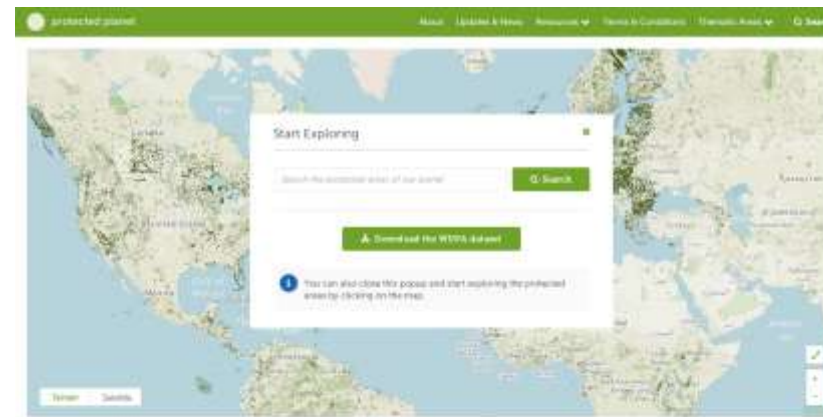 protected planet
About Updates & News Resources Terms & Conditions Thematic Areas Q Sear
Start Exploring
Search the protected areas of our world
Search
Download the WDPA dataset
You can also close this popup and start exploring the protected
areas by clicking on the map.
Terrain Satellite